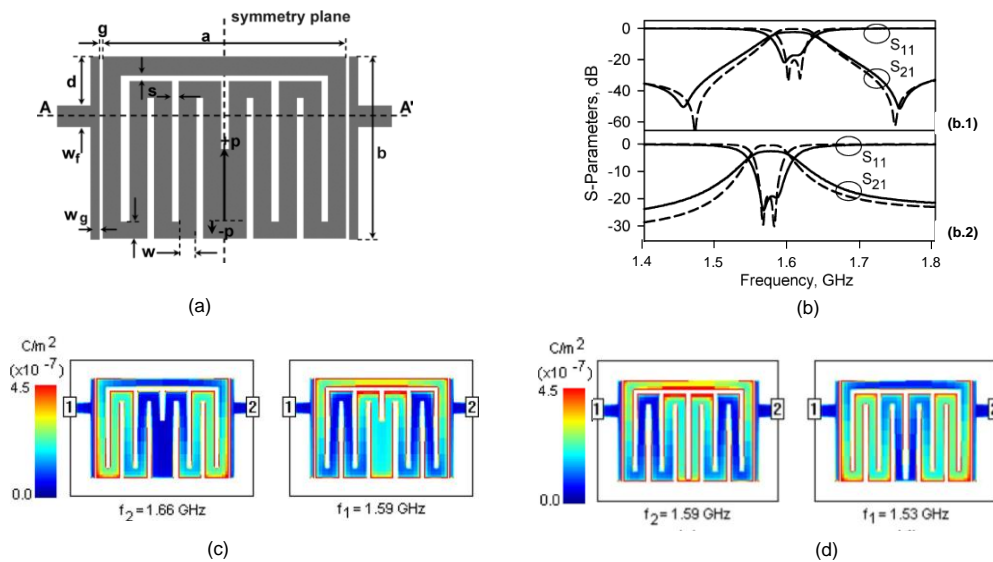 symmetry plane
g
a
d
s
A
A'
+p
b
wf
wg
-p
w
(a)
S-Parameters, dB
0
-20
-40
-60
S11
S21
(b.1)
0
-10
-20
-30
S11
S21
(b.2)
1.4
1.5
1.6
1.7
1.8
Frequency, GHz
(b)
C/m2
(x10 -7)
4.5
0.0
1
2
f2 = 1.66 GHz
1
2
f1 = 1.59 GHz
(c)
C/m2
(x10 -7)
4.5
0.0
1
2
f2 = 1.59 GHz
1
2
f1 = 1.53 GHz
(d)